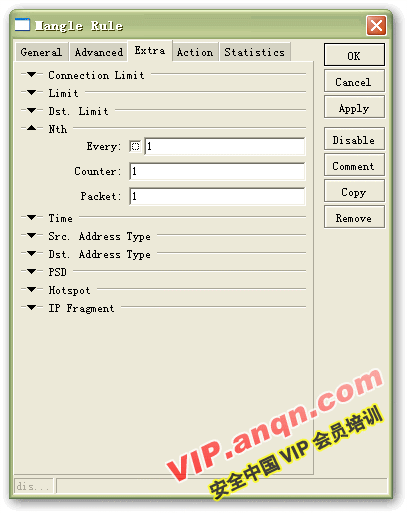 Mangle Rule
General Advanced Extra Action Statistics
OK
Cancel
Apply
Disable
Comment
Copy
Remove
Connection Limit
Limit
Dst. Limit
Nth
Every: 1
Counter: 1
Packet: 1
Time
Src. Address Type
Dst. Address Type
PSD
Hotspot
IP Fragment
VIP.anqn.com
安全中国 VIP 会员培训
dis...